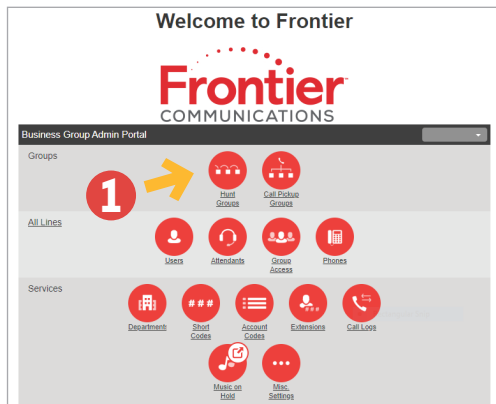 Welcome to Frontier
Frontier
COMMUNICATIONS
Business Group Admin Portal
Groups
1
Hunt
Groups
Call Pickup
Groups
All Lines
Users
Attendants
Group
Access
Phones
Services
###
###
Departments
Short
Codes
Account
Codes
Extensions
Call Logs
Music on
Hold
Misc.
Settings